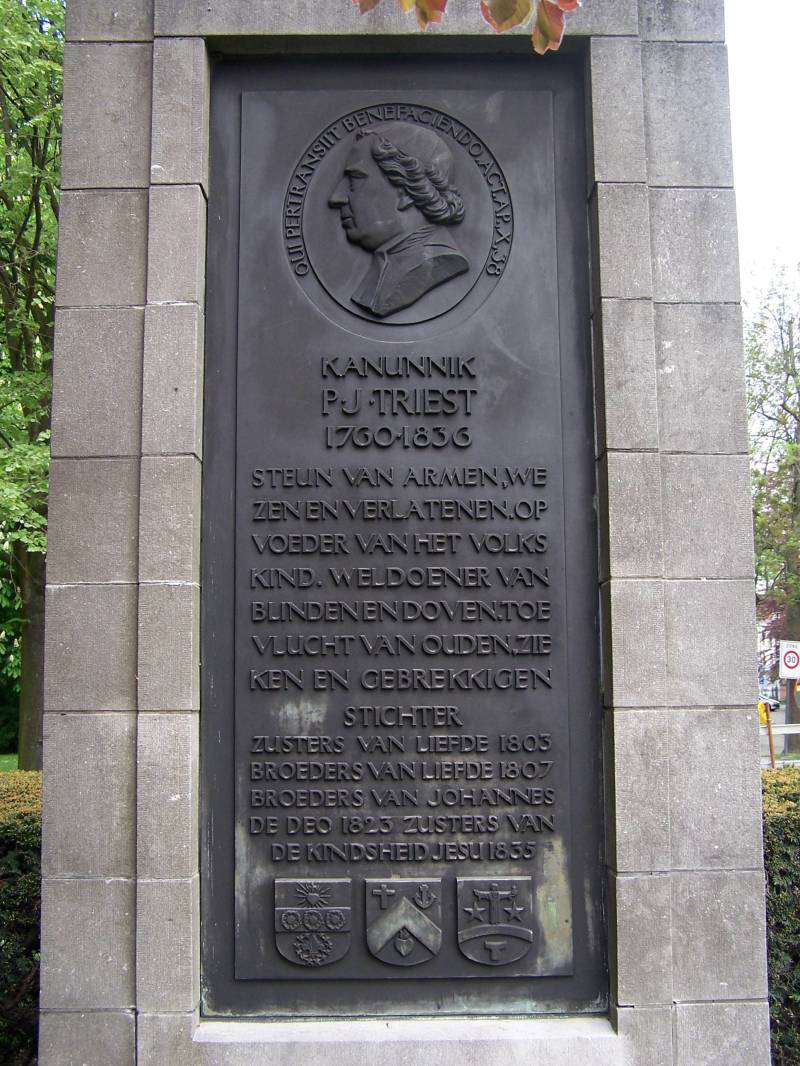 QUI PERTRANSIIT BENEFACIENDO. ACT.AP. X. 38
KANUNNIK
P·J·TRIEST
1760·1836
STEUN VAN ARMEN, WE
ZEN EN VERLATENEN. OP
VOEDER VAN HET VOLKS
KIND. WELDOENER VAN
BLINDEN EN DOVEN. TOE
VLUCHT VAN OUDEN, ZIE
KEN EN GEBREKKIGEN
STICHTER
ZUSTERS VAN LIEFDE 1803
BROEDERS VAN LIEFDE 1807
BROEDERS VAN JOHANNES
DE DEO 1823 ZUSTERS VAN
DE KINDSHEID JESU 1835
30